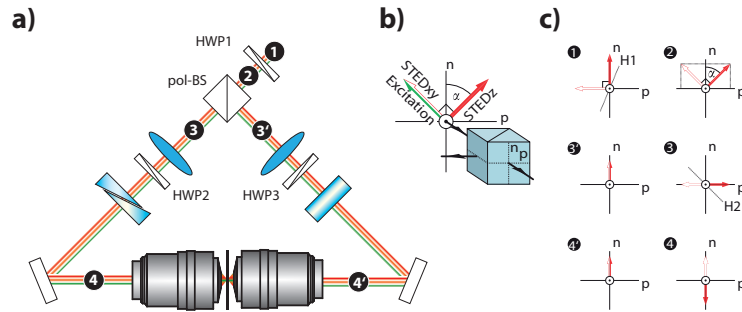 a)
HWP1
1
2
pol-BS
3
3'
HWP2
HWP3
4
4'
b)
n
STEDxy
Excitation
α
STEDz
p
n
p
c)
1
n
H1
p
2
n
α
p
3'
n
p
3
n
p
H2
4'
n
p
4
n
p